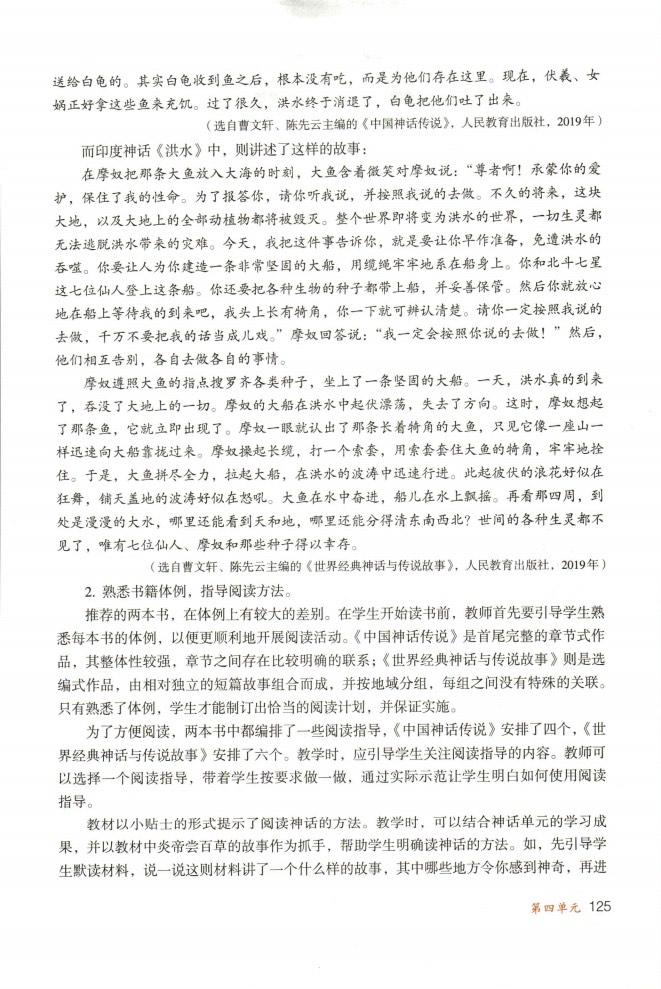 送给白龟的。其实白龟收到鱼之后，根本没有吃，而是为他们存在这里。现在，伏羲、女
娲正好拿这些鱼来充饥。过了很久，洪水终于消退了，白龟把他们吐了出来。
（选自曹文轩、陈先云主编的《中国神话传说》，人民教育出版社，2019年）
而印度神话《洪水》中，则讲述了这样的故事：
在摩奴把那条大鱼放入大海的时刻，大鱼含着微笑对摩奴说：“尊者啊！承蒙你的爱
护，保住了我的性命。为了报答你，请你听我说，并按照我说的去做。不久的将来，这块
大地，以及大地上的全部动植物都将被毁灭。整个世界即将变为洪水的世界，一切生灵都
无法逃脱洪水带来的灾难。今天，我把这件事告诉你，就是要让你早作准备，免遭洪水的
吞噬。你要让人为你建造一条非常坚固的大船，用缆绳牢牢地系在船身上。你和北斗七星
这七位仙人登上这条船。你还要把各种生物的种子都带上船，并妥善保管。然后你就放心
地在船上等待我的到来吧，我头上长有犄角，你一下就可辨认清楚。请你一定按照我说的
去做，千万不要把我的话当成儿戏。”摩奴回答说：“我一定会按照你说的去做！”然后，
他们相互告别，各自去做各自的事情。
摩奴遵照大鱼的指点搜罗齐各类种子，坐上了一条坚固的大船。一天，洪水真的到来
了，吞没了大地上的一切。摩奴的大船在洪水中起伏漂荡，失去了方向。这时，摩奴想起
了那条鱼，它就立即出现了。摩奴一眼就认出了那条长着犄角的大鱼，只见它像一座山一
样迅速向大船靠拢过来。摩奴操起长缆，打一个索套，用索套套住大鱼的犄角，牢牢地拴
住。于是，大鱼拼尽全力，拉起大船，在洪水的波涛中迅速行进。此起彼伏的浪花好似在
狂舞，铺天盖地的波涛好似在怒吼。大鱼在水中奋进，船儿在水上飘摇。再看那四周，到
处是漫漫的大水，哪里还能看到天和地，哪里还能分得清东南西北？世间的各种生灵都不
见了，唯有七位仙人、摩奴和那些种子得以幸存。
（选自曹文轩、陈先云主编的《世界经典神话与传说故事》，人民教育出版社，2019年）
2. 熟悉书籍体例，指导阅读方法。
推荐的两本书，在体例上有较大的差别。在学生开始读书前，教师首先要引导学生熟
悉每本书的体例，以便更顺利地开展阅读活动。《中国神话传说》是首尾完整的章节式作
品，其整体性较强，章节之间存在比较明确的联系；《世界经典神话与传说故事》则是选
编式作品，由相对独立的短篇故事组合而成，并按地域分组，每组之间没有特殊的关联。
只有熟悉了体例，学生才能制订出恰当的阅读计划，并保证实施。
为了方便阅读，两本书中都编排了一些阅读指导，《中国神话传说》安排了四个，《世
界经典神话与传说故事》安排了六个。教学时，应引导学生关注阅读指导的内容。教师可
以选择一个阅读指导，带着学生按要求做一做，通过实际示范让学生明白如何使用阅读
指导。
教材以小贴士的形式提示了阅读神话的方法。教学时，可以结合神话单元的学习成
果，并以教材中炎帝尝百草的故事作为抓手，帮助学生明确读神话的方法。如，先引导学
生默读材料，说一说这则材料讲了一个什么样的故事，其中哪些地方令你感到神奇，再进
第四单元 125